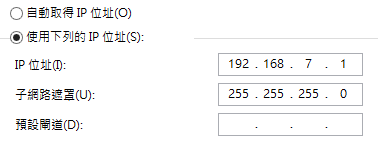 自動取得 IP 位址(O)
使用下列的 IP 位址(S):
IP 位址(I): 192 . 168 . 7 . 1
子網路遮罩(U): 255 . 255 . 255 . 0
預設閘道(D): . . .